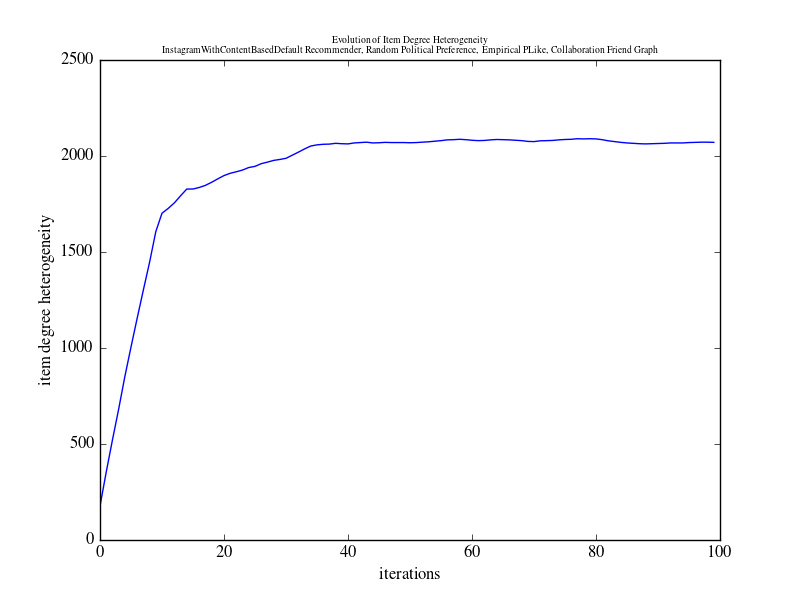 Evolution of Item Degree Heterogeneity
InstagramWithContentBasedDefault Recommender, Random Political Preference, Empirical PLike, Collaboration Friend Graph
2500
2000
1500
1000
500
0
item degree heterogeneity
0 20 40 60 80 100
iterations